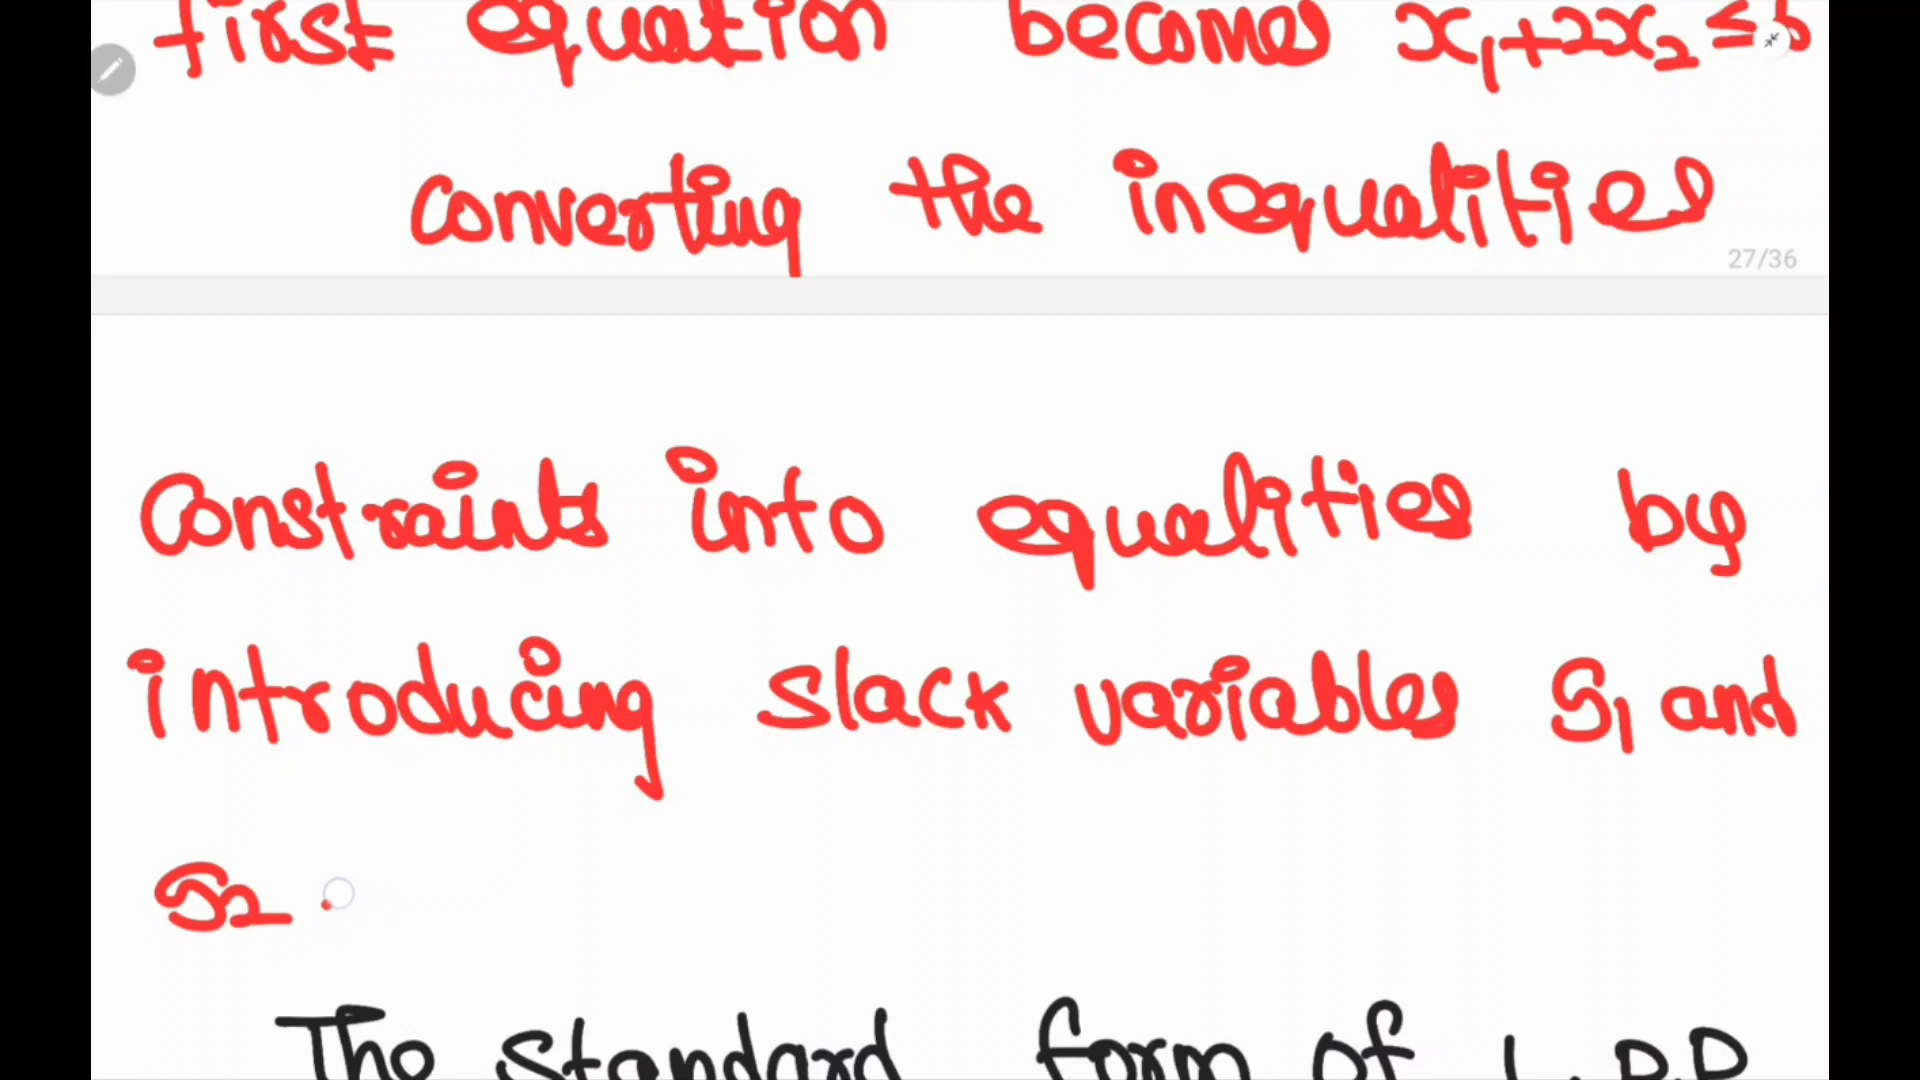 first equation becomes x₁+2x₂ ≤
converting the inequalities
27/36
Constraints into equalities by
introducing slack variables S₁ and
S₂.
The standard form of L.P.P